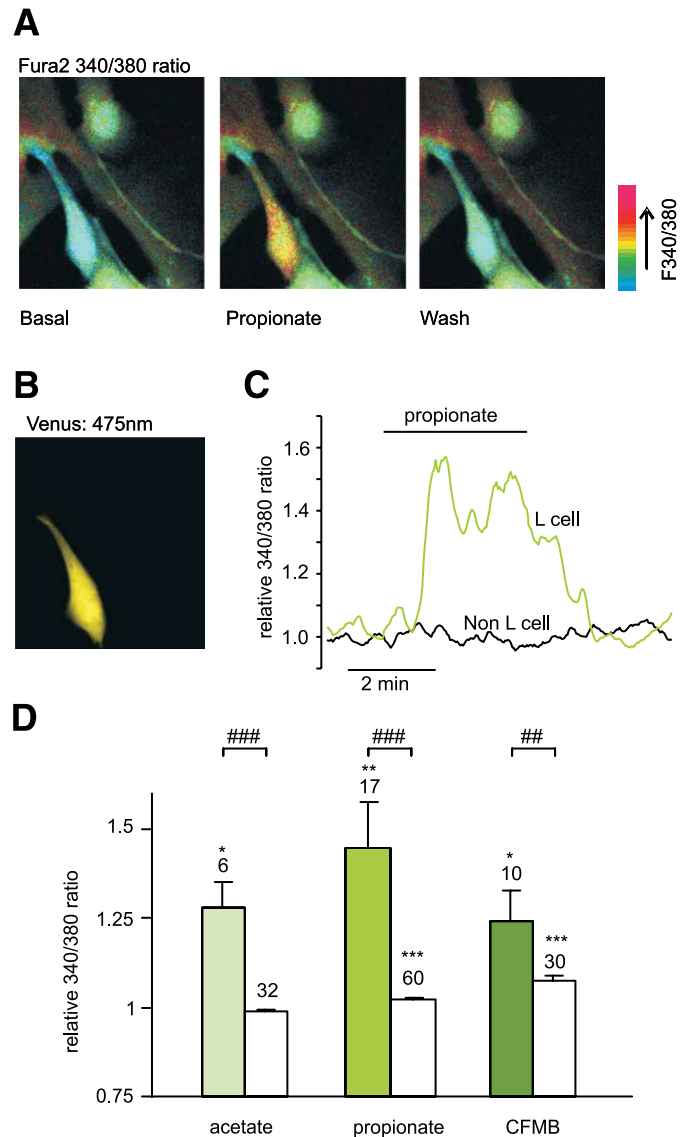 A
Fura2 340/380 ratio
F340/380
Basal
Propionate
Wash
B
Venus: 475nm
C
propionate
relative 340/380 ratio
1.6
1.4
1.2
1.0
L cell
Non L cell
2 min
D
###
###
##
relative 340/380 ratio
1.5
1.25
1
0.75
*
6
32
**
17
***
60
*
10
***
30
acetate
propionate
CFMB